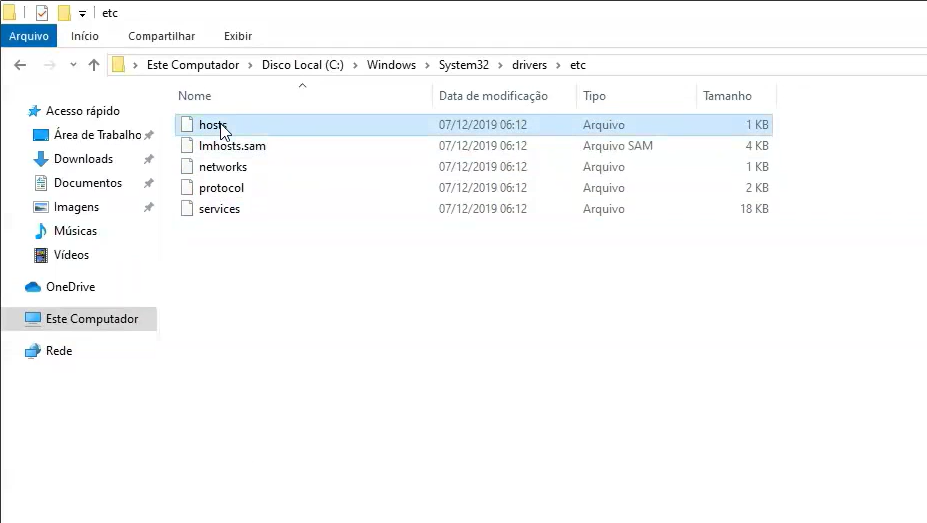 etc
Arquivo Início Compartilhar Exibir
Este Computador Disco Local (C:) Windows System32 drivers etc
Nome Data de modificação Tipo Tamanho
Acesso rápido
Área de Trabalho
Downloads
Documentos
Imagens
Músicas
Vídeos
OneDrive
Este Computador
Rede
hosts 07/12/2019 06:12 Arquivo 1 KB
lmhosts.sam 07/12/2019 06:12 Arquivo SAM 4 KB
networks 07/12/2019 06:12 Arquivo 1 KB
protocol 07/12/2019 06:12 Arquivo 2 KB
services 07/12/2019 06:12 Arquivo 18 KB